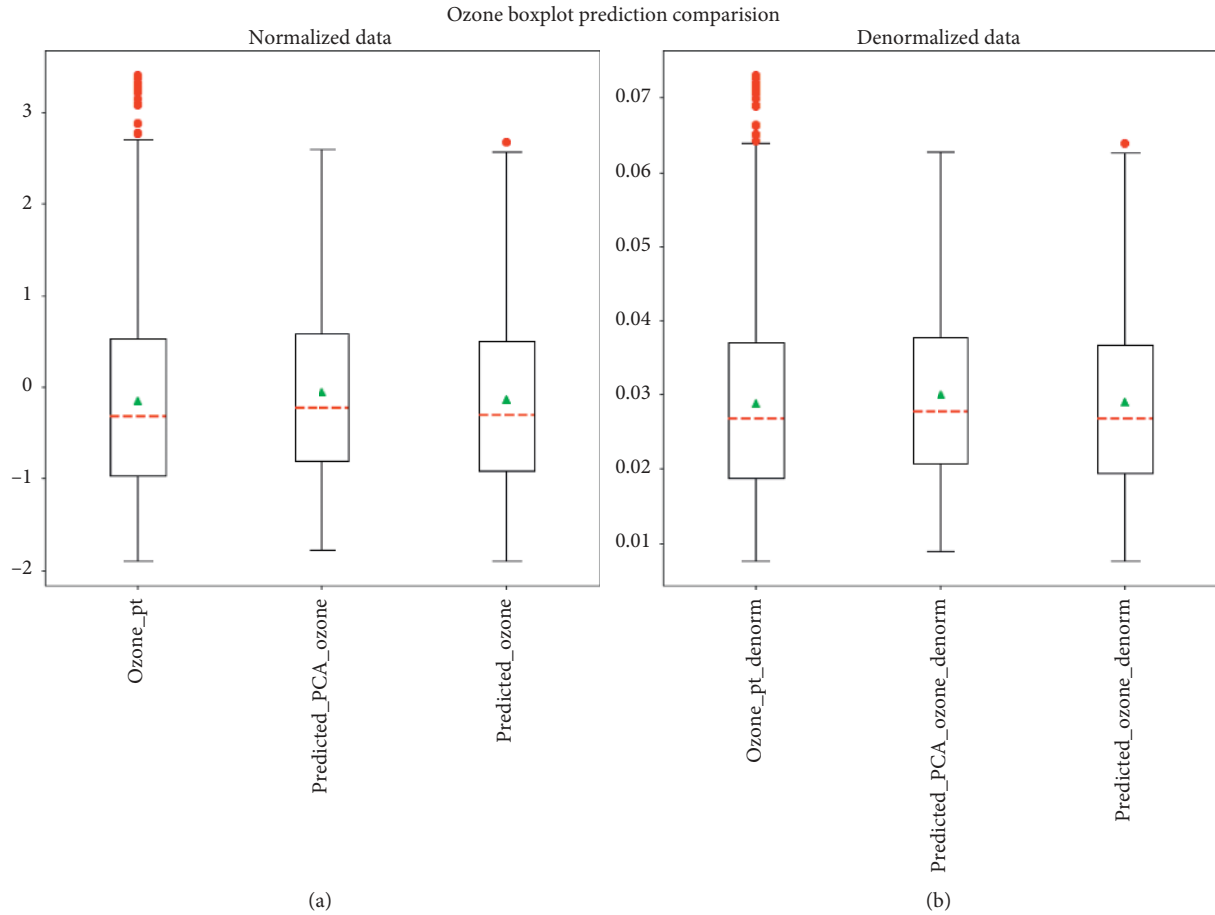 Ozone boxplot prediction comparision
Normalized data
3
2
1
0
−1
−2
Ozone_pt
Predicted_PCA_ozone
Predicted_ozone
(a)
Denormalized data
0.07
0.06
0.05
0.04
0.03
0.02
0.01
Ozone_pt_denorm
Predicted_PCA_ozone_denorm
Predicted_ozone_denorm
(b)